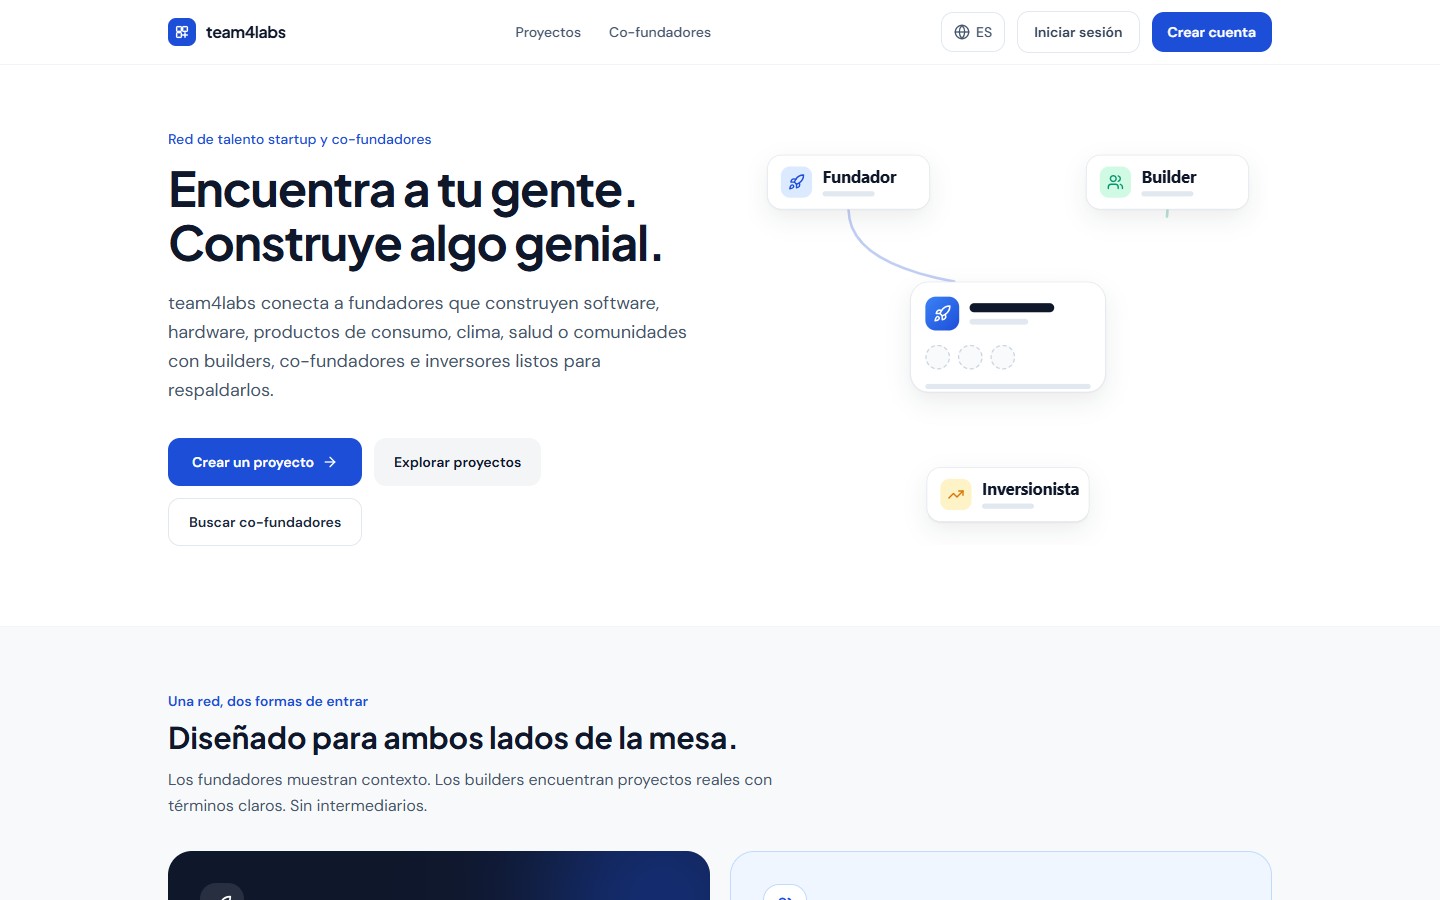 team4labs
Proyectos
Co-fundadores
ES
Iniciar sesión
Crear cuenta
Red de talento startup y co-fundadores
Encuentra a tu gente.
Construye algo genial.
team4labs conecta a fundadores que construyen software,
hardware, productos de consumo, clima, salud o comunidades
con builders, co-fundadores e inversores listos para
respaldarlos.
Crear un proyecto
Explorar proyectos
Buscar co-fundadores
Fundador
Builder
Inversionista
Una red, dos formas de entrar
Diseñado para ambos lados de la mesa.
Los fundadores muestran contexto. Los builders encuentran proyectos reales con
términos claros. Sin intermediarios.